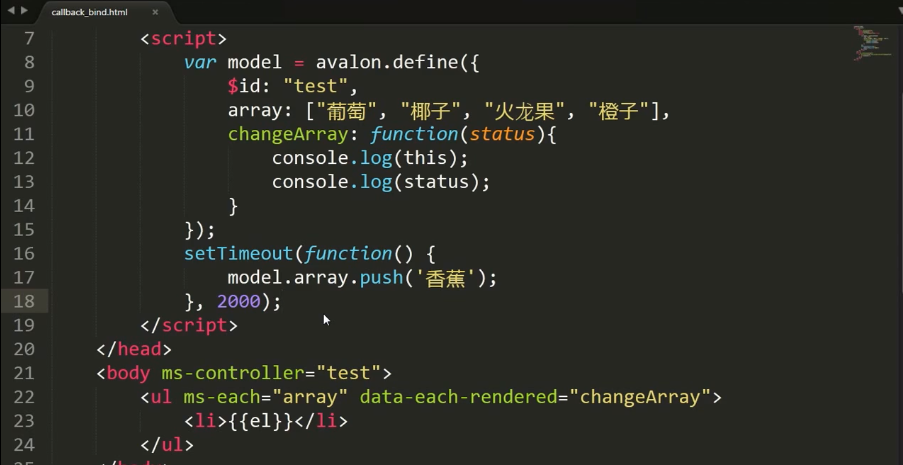 callback_bind.html ×
7 <script>
8 var model = avalon.define({
9 $id: "test",
10 array: ["葡萄", "椰子", "火龙果", "橙子"],
11 changeArray: function(status){
12 console.log(this);
13 console.log(status);
14 }
15 });
16 setTimeout(function() {
17 model.array.push('香蕉');
18 }, 2000);
19 </script>
20 </head>
21 <body ms-controller="test">
22 <ul ms-each="array" data-each-rendered="changeArray">
23 <li>{{el}}</li>
24 </ul>